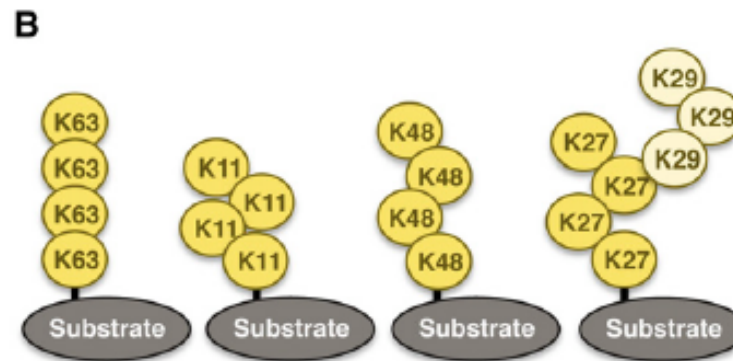 B
K63
K63
K63
K63
Substrate
K11
K11
K11
K11
Substrate
K48
K48
K48
K48
Substrate
K29
K29
K29
K27
K27
K27
K27
Substrate